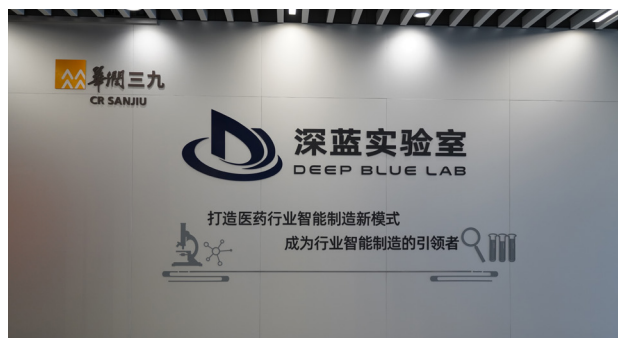 華潤三九
CR SANJIU
深蓝实验室
DEEP BLUE LAB
打造医药行业智能制造新模式
成为行业智能制造的引领者